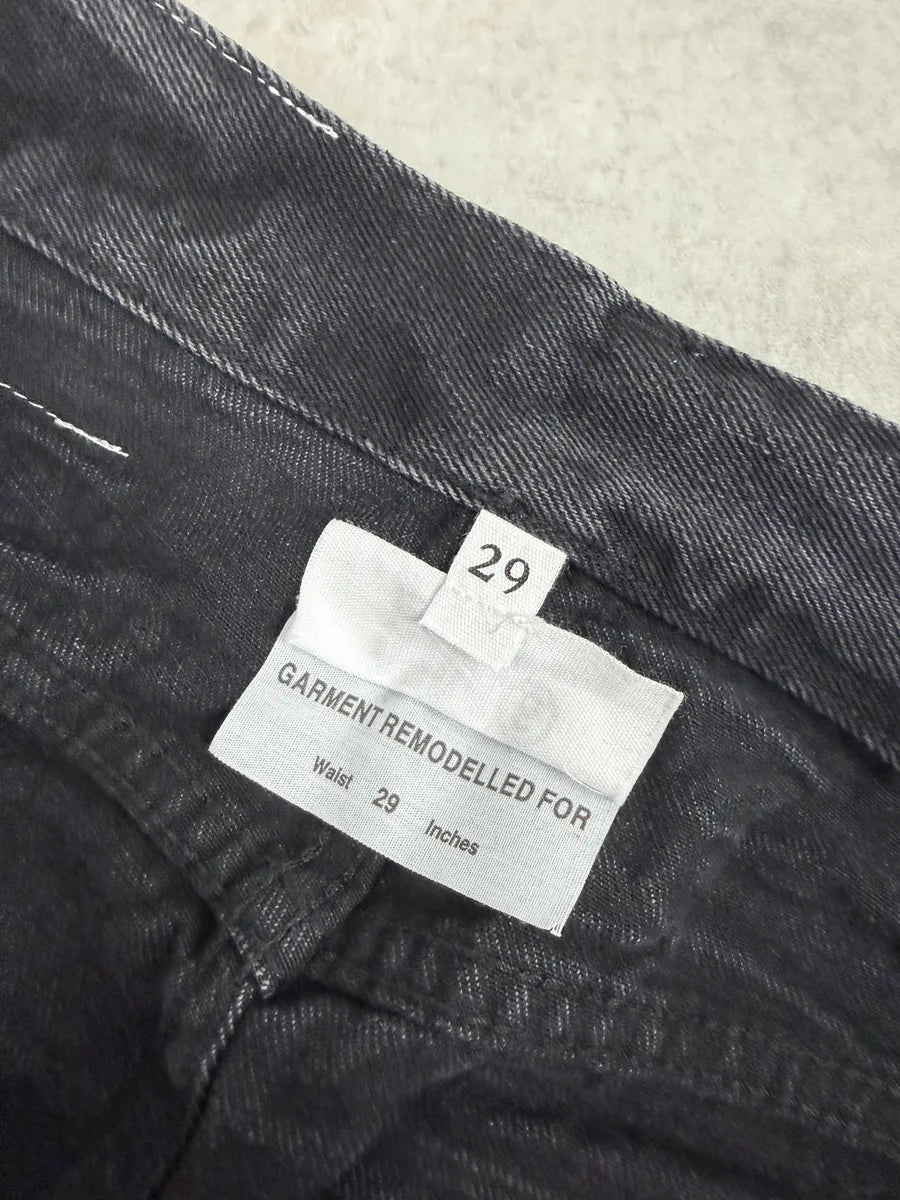 29
GARMENT REMODELLED FOR
Waist 29 Inches